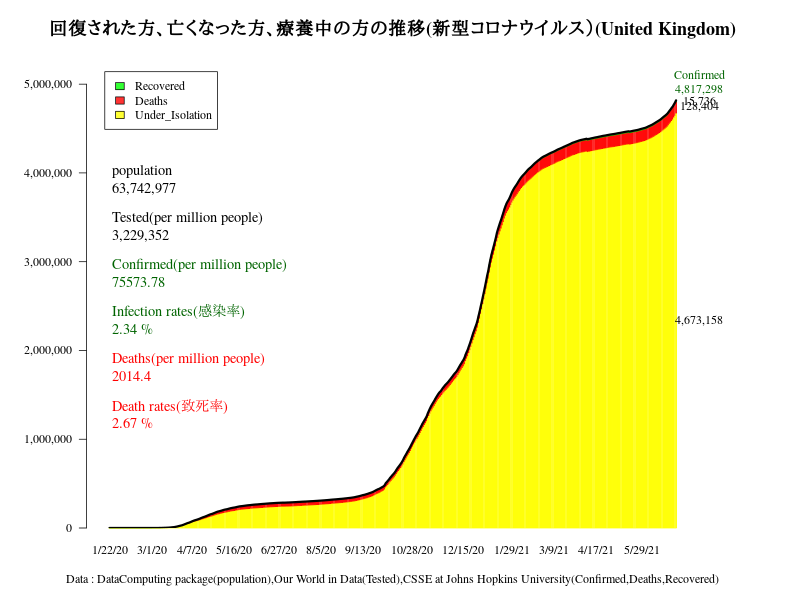 回復された方、亡くなった方、療養中の方の推移(新型コロナウイルス)(United Kingdom)
Confirmed
4,817,298
15,736
128,404
4,673,158
Recovered
Deaths
Under_Isolation
population
63,742,977
Tested(per million people)
3,229,352
Confirmed(per million people)
75573.78
Infection rates(感染率)
2.34 %
Deaths(per million people)
2014.4
Death rates(致死率)
2.67 %
5,000,000
4,000,000
3,000,000
2,000,000
1,000,000
0
1/22/20 3/1/20 4/7/20 5/16/20 6/27/20 8/5/20 9/13/20 10/28/20 12/15/20 1/29/21 3/9/21 4/17/21 5/29/21
Data : DataComputing package(population),Our World in Data(Tested),CSSE at Johns Hopkins University(Confirmed,Deaths,Recovered)